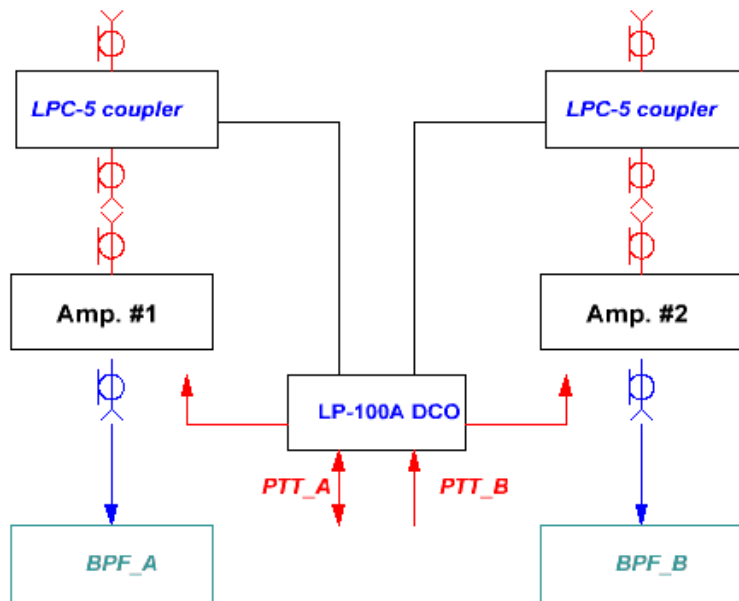 LPC-5 coupler
LPC-5 coupler
Amp. #1
Amp. #2
LP-100A DCO
PTT_A
PTT_B
BPF_A
BPF_B